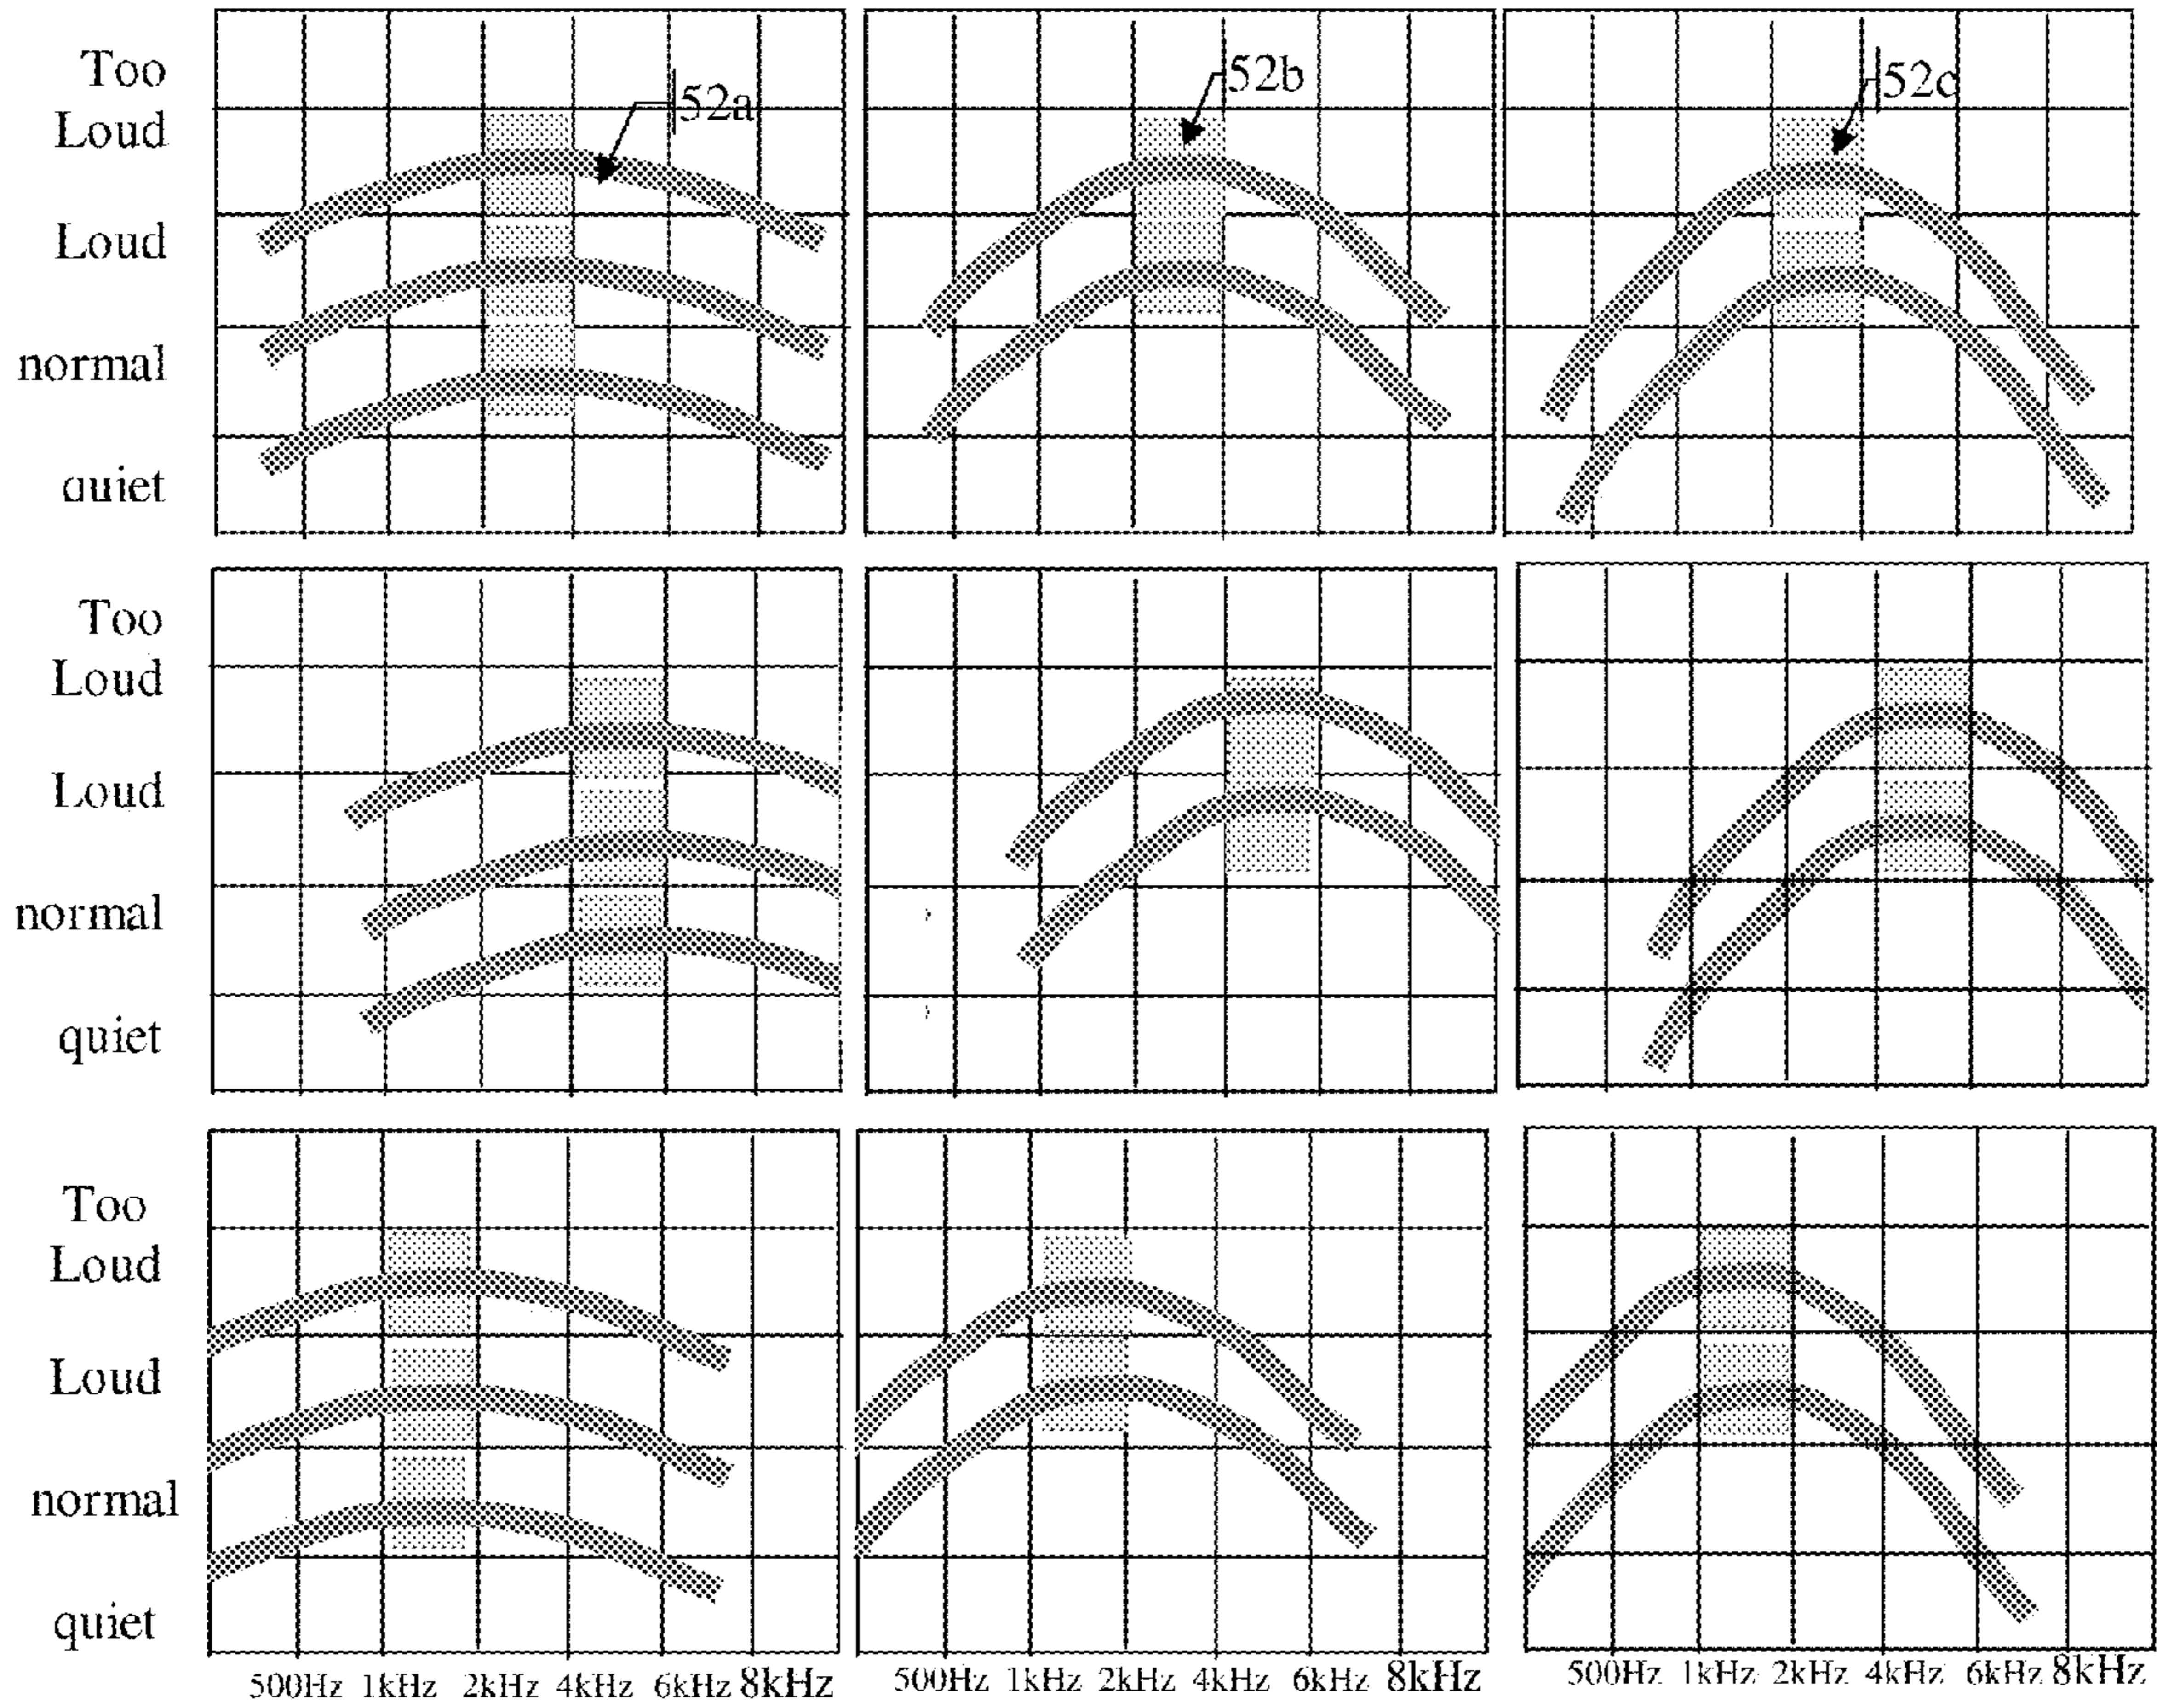 Too
Loud
Loud
normal
quiet
52a
52b
52c
Too
Loud
Loud
normal
quiet
Too
Loud
Loud
normal
quiet
500Hz 1kHz 2kHz 4kHz 6kHz 8kHz
500Hz 1kHz 2kHz 4kHz 6kHz 8kHz
500Hz 1kHz 2kHz 4kHz 6kHz 8kHz